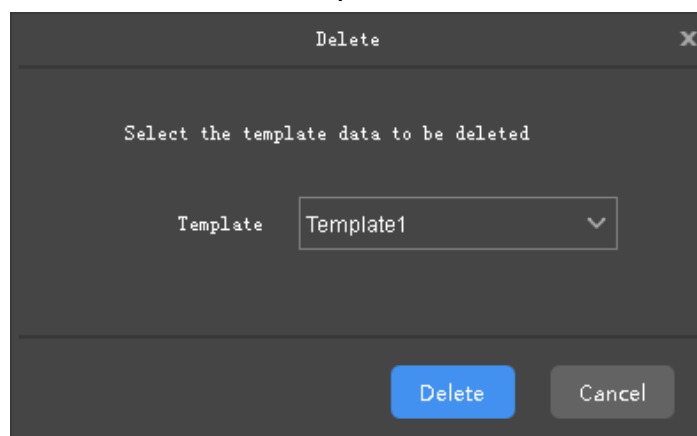 Delete
x
Select the template data to be deleted
Template
Template1
Delete
Cancel